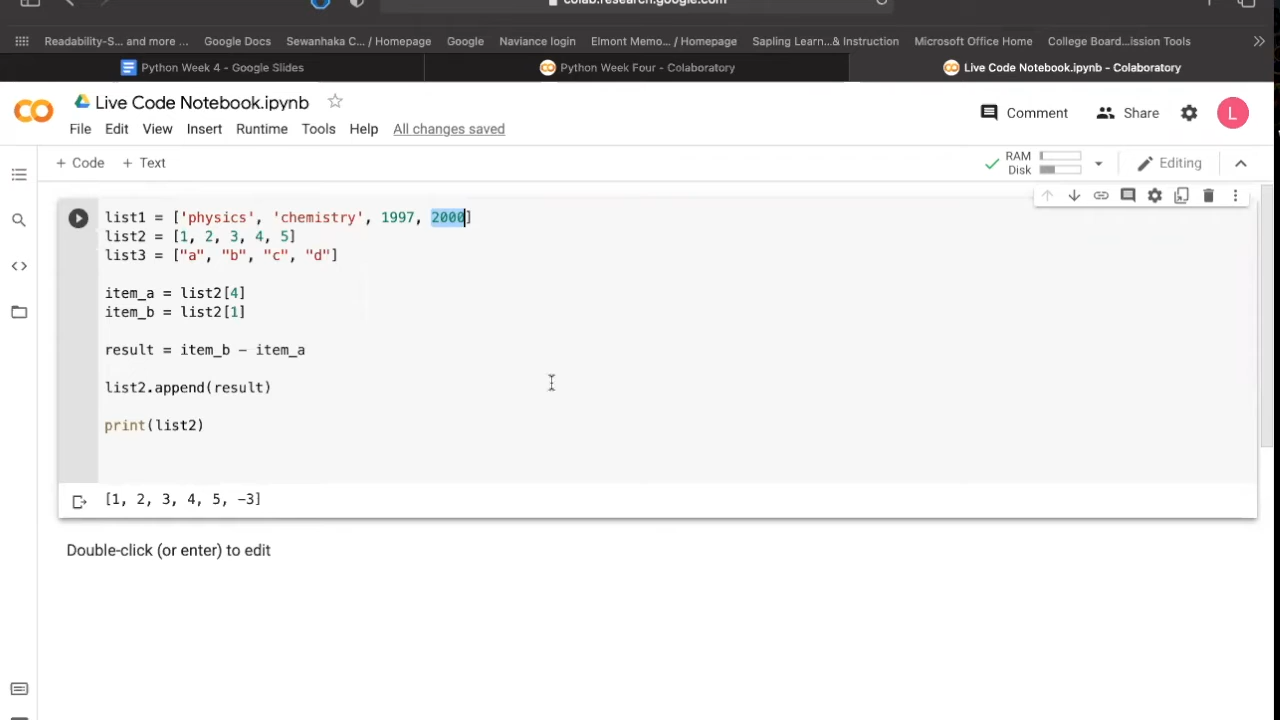 colab.research.google.com
Readability-S... and more ... Google Docs Sewanhaka C... / Homepage Google Naviance login Elmont Memo... / Homepage Sapling Learn...& Instruction Microsoft Office Home College Board...ission Tools
Python Week 4 - Google Slides Python Week Four - Colaboratory Live Code Notebook.ipynb - Colaboratory
CO Live Code Notebook.ipynb Comment Share L
File Edit View Insert Runtime Tools Help All changes saved
+ Code + Text RAM Disk Editing
list1 = ['physics', 'chemistry', 1997, 2000]
list2 = [1, 2, 3, 4, 5]
list3 = ["a", "b", "c", "d"]
item_a = list2[4]
item_b = list2[1]
result = item_b - item_a
list2.append(result)
print(list2)
[1, 2, 3, 4, 5, -3]
Double-click (or enter) to edit